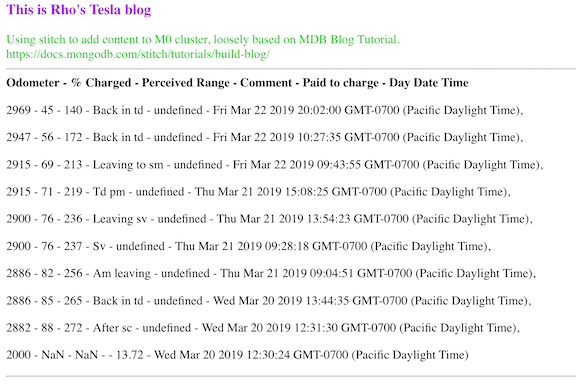 This is Rho's Tesla blog
Using stitch to add content to M0 cluster, loosely based on MDB Blog Tutorial.
https://docs.mongodb.com/stitch/tutorials/build-blog/
Odometer - % Charged - Perceived Range - Comment - Paid to charge - Day Date Time
2969 - 45 - 140 - Back in td - undefined - Fri Mar 22 2019 20:02:00 GMT-0700 (Pacific Daylight Time),
2947 - 56 - 172 - Back in td - undefined - Fri Mar 22 2019 10:27:35 GMT-0700 (Pacific Daylight Time),
2915 - 69 - 213 - Leaving to sm - undefined - Fri Mar 22 2019 09:43:55 GMT-0700 (Pacific Daylight Time),
2915 - 71 - 219 - Td pm - undefined - Thu Mar 21 2019 15:08:25 GMT-0700 (Pacific Daylight Time),
2900 - 76 - 236 - Leaving sv - undefined - Thu Mar 21 2019 13:54:23 GMT-0700 (Pacific Daylight Time),
2900 - 76 - 237 - Sv - undefined - Thu Mar 21 2019 09:28:18 GMT-0700 (Pacific Daylight Time),
2886 - 82 - 256 - Am leaving - undefined - Thu Mar 21 2019 09:04:51 GMT-0700 (Pacific Daylight Time),
2886 - 85 - 265 - Back in td - undefined - Wed Mar 20 2019 13:44:35 GMT-0700 (Pacific Daylight Time),
2882 - 88 - 272 - After sc - undefined - Wed Mar 20 2019 12:31:30 GMT-0700 (Pacific Daylight Time),
2000 - NaN - NaN - - 13.72 - Wed Mar 20 2019 12:30:24 GMT-0700 (Pacific Daylight Time)